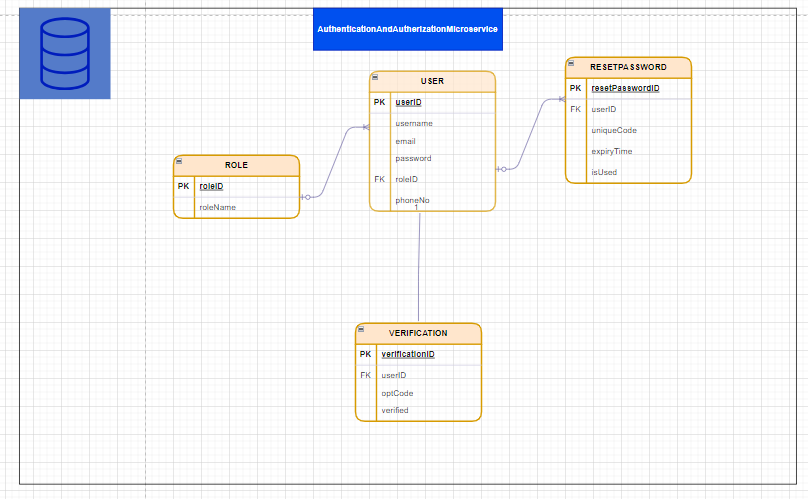 AuthenticationAndAutherizationMicroservice
USER
PK userID
username
email
password
FK roleID
phoneNo
1
RESETPASSWORD
PK resetPasswordID
FK userID
uniqueCode
expiryTime
isUsed
ROLE
PK roleID
roleName
VERIFICATION
PK verificationID
FK userID
optCode
verified